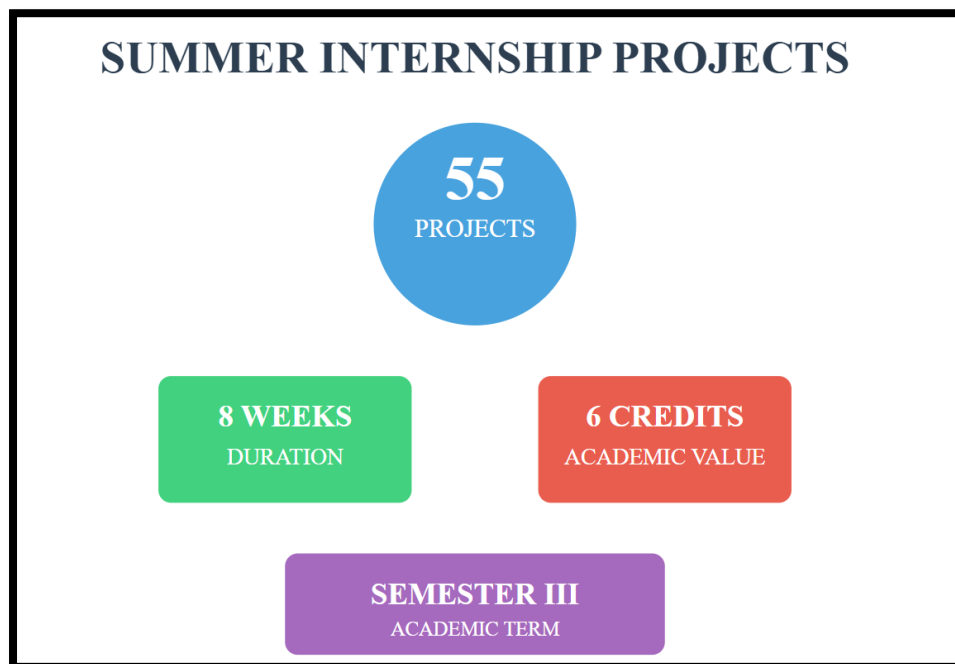 SUMMER INTERNSHIP PROJECTS
55
PROJECTS
8 WEEKS
DURATION
6 CREDITS
ACADEMIC VALUE
SEMESTER III
ACADEMIC TERM